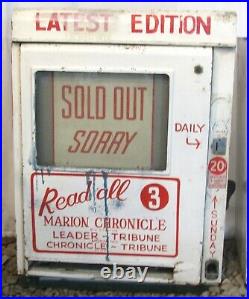 LATEST EDITION
SOLD OUT
SORRY
DAILY
Read all 3
MARION CHRONICLE
LEADER-TRIBUNE
CHRONICLE-TRIBUNE
20
SUNDAY